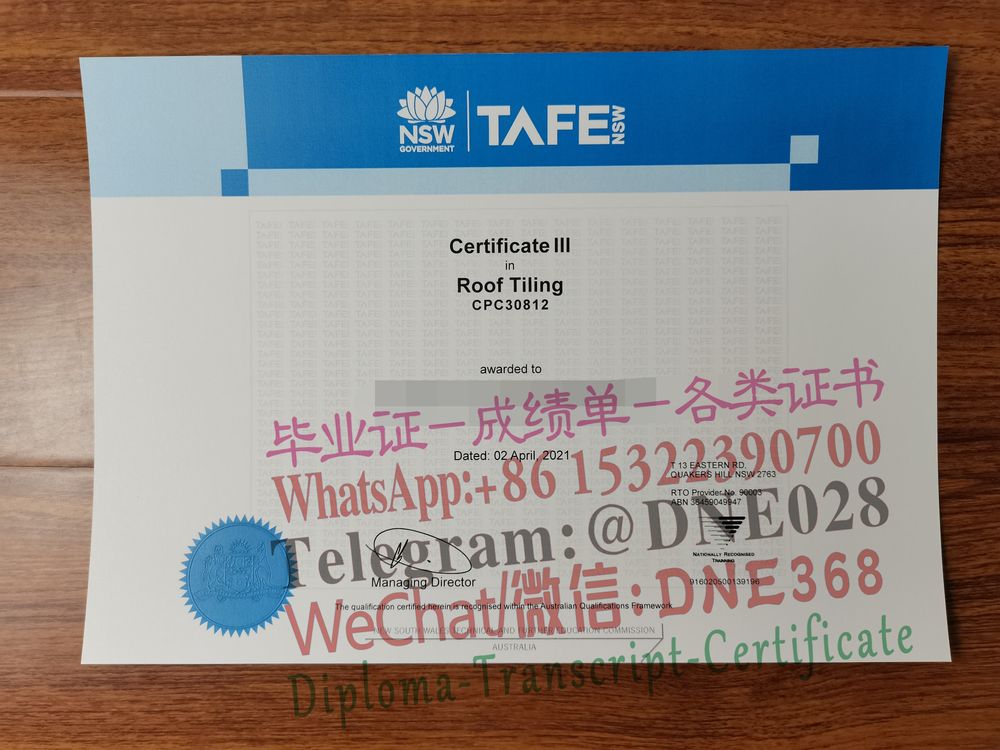 NSW
GOVERNMENT
TAFE NSW
Certificate III
in
Roof Tiling
CPC30812
awarded to
毕业证－成绩单－各类证书
Dated: 02 April, 2021
T 13 EASTERN RD,
QUAKERS HILL NSW 2763
WhatsApp:+86 15322390700
RTO Provider No. 90003
ABN 36459049947
Telegram:@DNE028
NATIONALLY RECOGNISED
TRAINING
Managing Director
916020500139196
WeChat/微信:DNE368
The qualification certified herein is recognised within the Australian Qualifications Framework
NEW SOUTH WALES TECHNICAL AND FURTHER EDUCATION COMMISSION
AUSTRALIA
Diploma-Transcript-Certificate